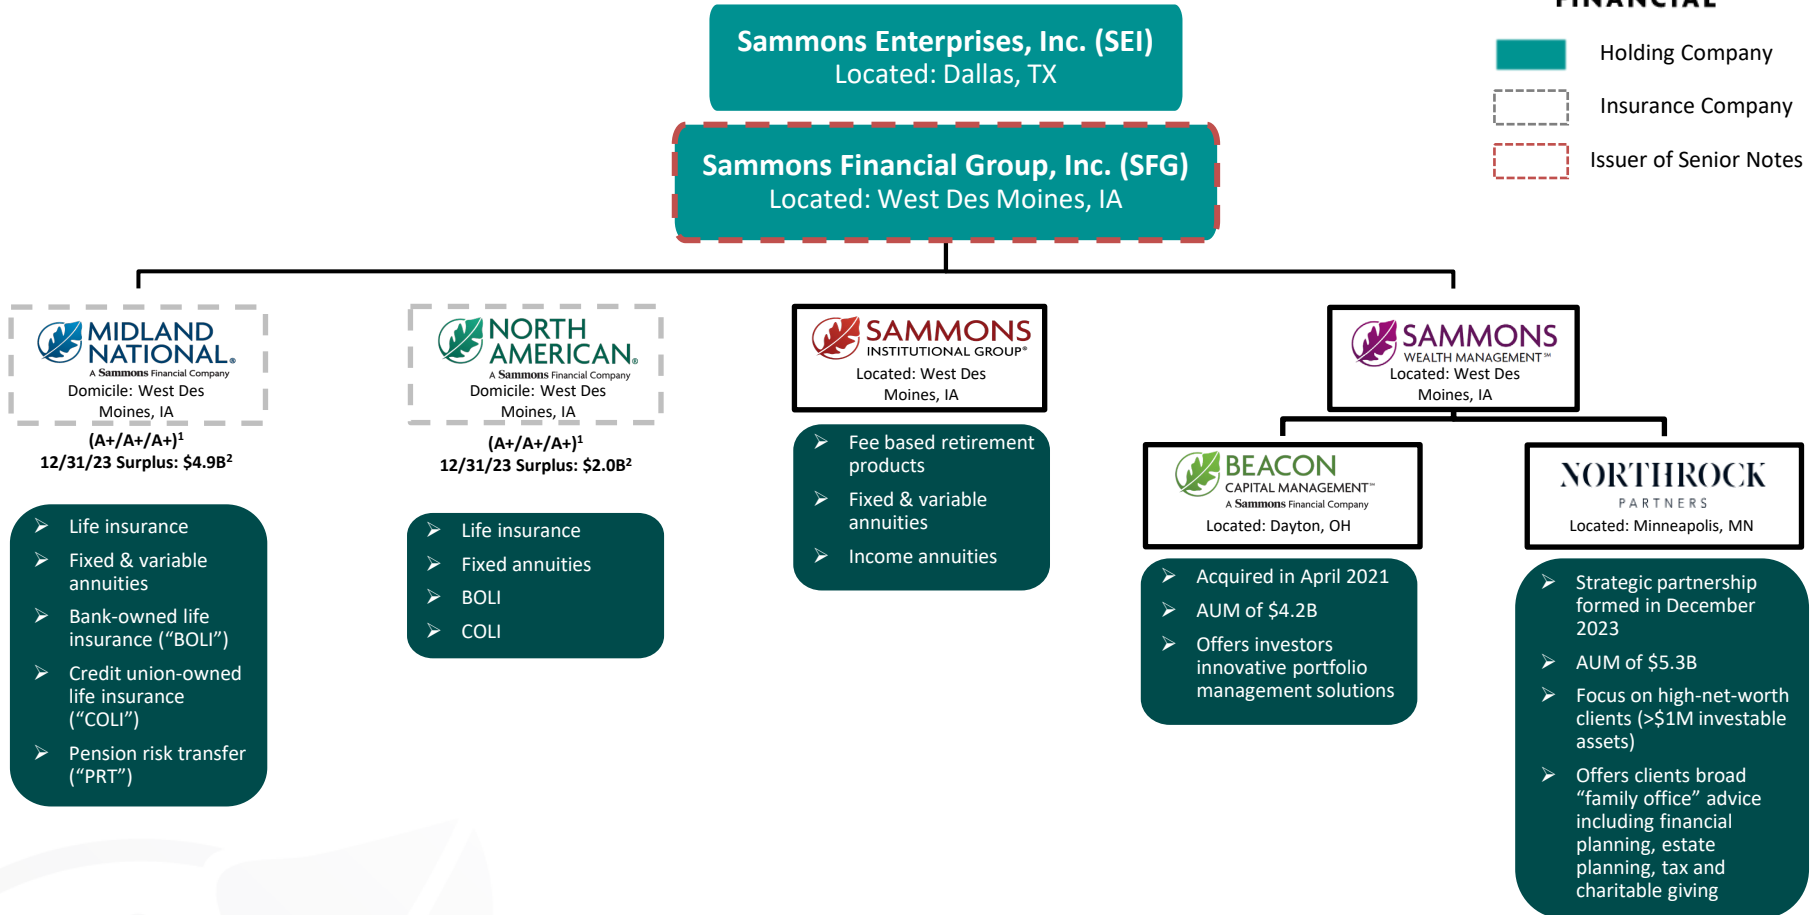 FINANCIAL
Holding Company
Insurance Company
Issuer of Senior Notes
Sammons Enterprises, Inc. (SEI)
Located: Dallas, TX
Sammons Financial Group, Inc. (SFG)
Located: West Des Moines, IA
MIDLAND
NATIONAL®
A Sammons Financial Company
Domicile: West Des
Moines, IA
(A+/A+/A+)¹
12/31/23 Surplus: $4.9B²
➢ Life insurance
➢ Fixed & variable
annuities
➢ Bank-owned life
insurance (“BOLI”)
➢ Credit union-owned
life insurance
(“COLI”)
➢ Pension risk transfer
(“PRT”)
NORTH
AMERICAN®
A Sammons Financial Company
Domicile: West Des
Moines, IA
(A+/A+/A+)¹
12/31/23 Surplus: $2.0B²
➢ Life insurance
➢ Fixed annuities
➢ BOLI
➢ COLI
SAMMONS
INSTITUTIONAL GROUP®
Located: West Des
Moines, IA
➢ Fee based retirement
products
➢ Fixed & variable
annuities
➢ Income annuities
SAMMONS
WEALTH MANAGEMENT℠
Located: West Des
Moines, IA
BEACON
CAPITAL MANAGEMENT℠
A Sammons Financial Company
Located: Dayton, OH
➢ Acquired in April 2021
➢ AUM of $4.2B
➢ Offers investors
innovative portfolio
management solutions
NORTHROCK
PARTNERS
Located: Minneapolis, MN
➢ Strategic partnership
formed in December
2023
➢ AUM of $5.3B
➢ Focus on high-net-worth
clients (>$1M investable
assets)
➢ Offers clients broad
“family office” advice
including financial
planning, estate
planning, tax and
charitable giving